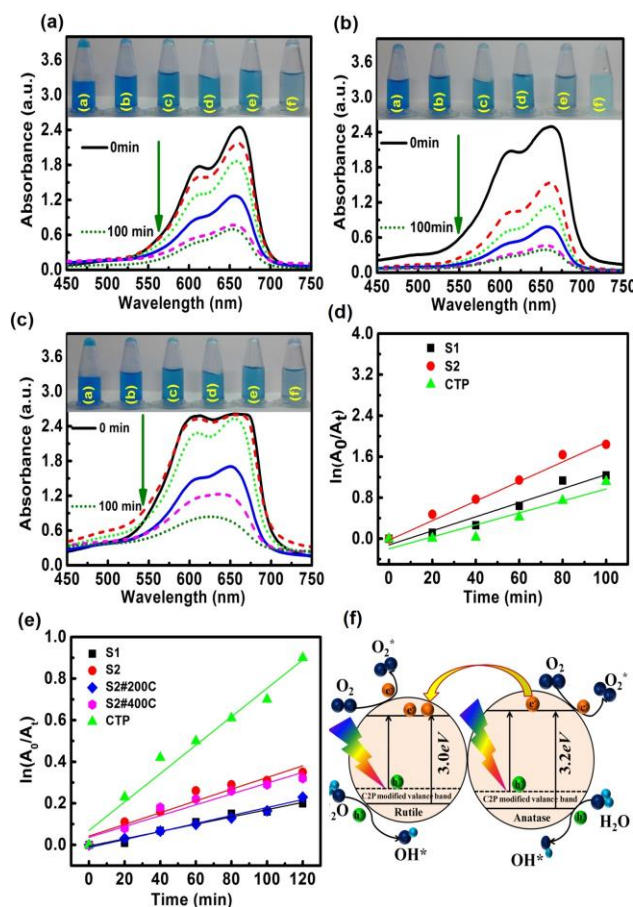 (a)
3.6
3.0
2.4
1.8
1.2
0.6
0.0
Absorbance (a.u.)
(a) (b) (c) (d) (e) (f)
0min
100 min
450 500 550 600 650 700 750
Wavelength (nm)
(b)
3.6
3.0
2.4
1.8
1.2
0.6
0.0
Absorbance (a.u.)
(a) (b) (c) (d) (e) (f)
0min
100min
450 500 550 600 650 700 750
Wavelength (nm)
(c)
3.6
3.0
2.4
1.8
1.2
0.6
0.0
Absorbance (a.u.)
(a) (b) (c) (d) (e) (f)
0 min
100 min
450 500 550 600 650 700 750
Wavelength (nm)
(d)
4.0
3.2
2.4
1.6
0.8
0.0
ln(A0/At)
S1
S2
CTP
0 20 40 60 80 100
Time (min)
(e)
1.0
0.8
0.6
0.4
0.2
0.0
ln(A0/At)
S1
S2
S2#200C
S2#400C
CTP
0 20 40 60 80 100 120
Time (min)
(f)
O2*
O2
O2
O2*
3.0eV
3.2eV
h
h
C2P modified valance band
C2P modified valance band
Rutile
Anatase
2O
H2O
OH*
OH*